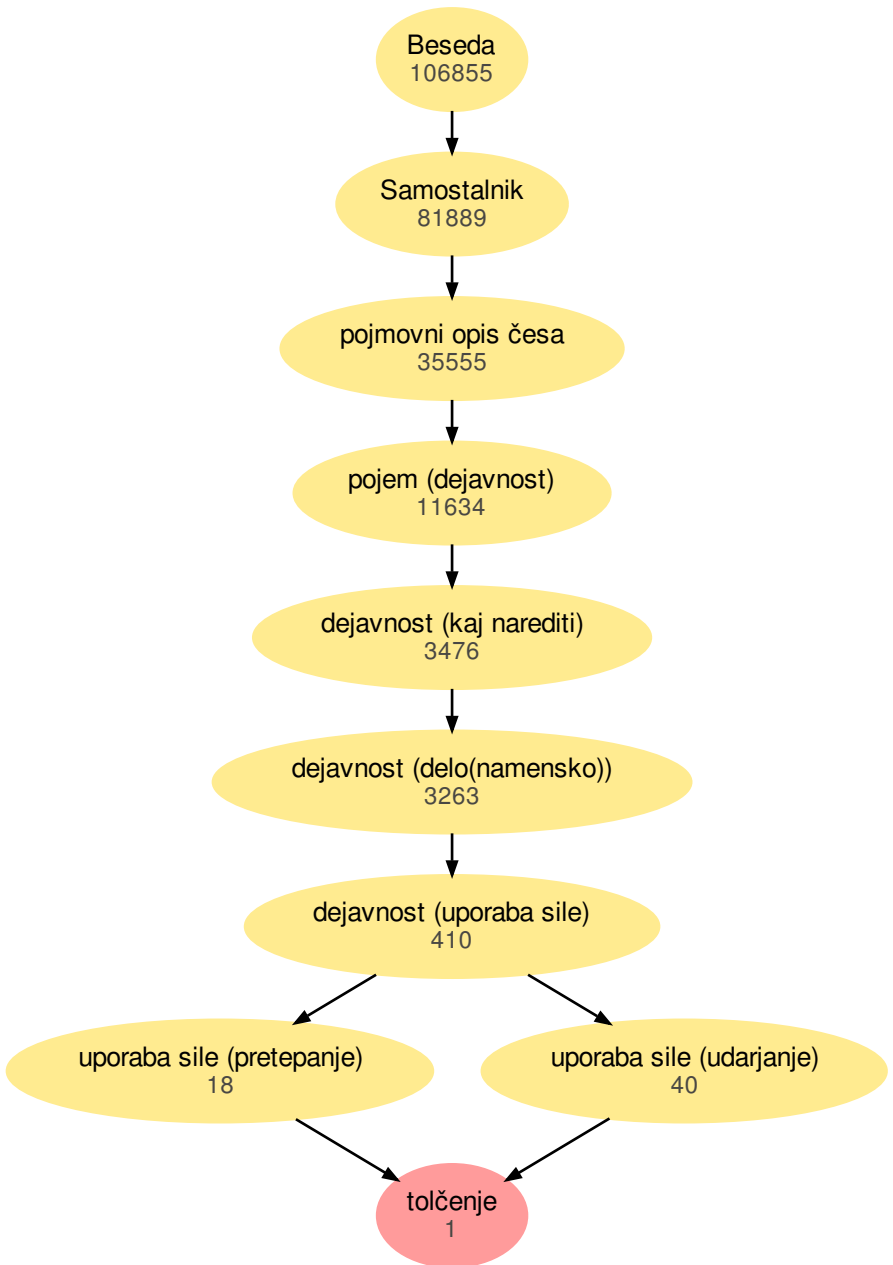 Beseda
106855
Samostalnik
81889
pojmovni opis česa
35555
pojem (dejavnost)
11634
dejavnost (kaj narediti)
3476
dejavnost (delo(namensko))
3263
dejavnost (uporaba sile)
410
uporaba sile (pretepanje)
18
uporaba sile (udarjanje)
40
tolčenje
1